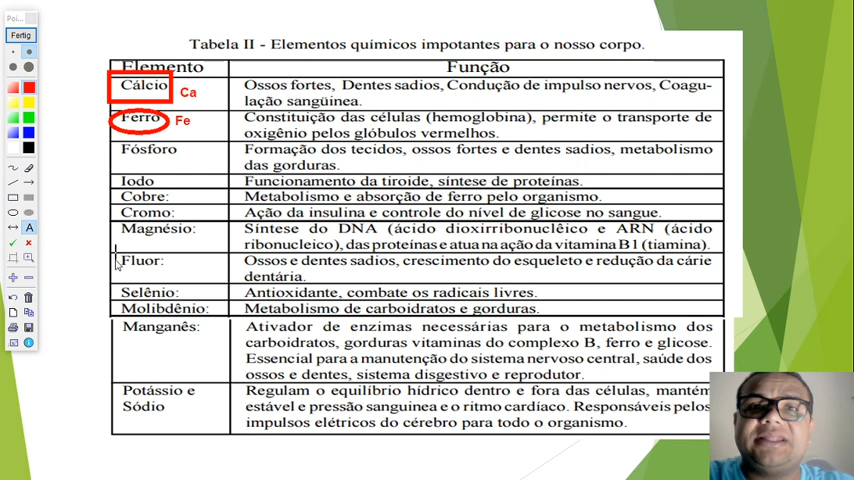 Poi...
Fertig
A
Tabela II - Elementos químicos impotantes para o nosso corpo.
Elemento Função
Cálcio Ca Ossos fortes, Dentes sadios, Condução de impulso nervos, Coagu-
lação sangüinea.
Ferro Fe Constituição das células (hemoglobina), permite o transporte de
oxigênio pelos glóbulos vermelhos.
Fósforo Formação dos tecidos, ossos fortes e dentes sadios, metabolismo
das gorduras.
Iodo Funcionamento da tiroide, síntese de proteínas.
Cobre: Metabolismo e absorção de ferro pelo organismo.
Cromo: Ação da insulina e controle do nível de glicose no sangue.
Magnésio: Síntese do DNA (ácido dioxirribonuclêico e ARN (ácido
ribonucleico), das proteínas e atua na ação da vitamina B1 (tiamina).
Fluor: Ossos e dentes sadios, crescimento do esqueleto e redução da cárie
dentária.
Selênio: Antioxidante, combate os radicais livres.
Molibdênio: Metabolismo de carboidratos e gorduras.
Manganês: Ativador de enzimas necessárias para o metabolismo dos
carboidratos, gorduras vitaminas do complexo B, ferro e glicose.
Essencial para a manutenção do sistema nervoso central, saúde dos
ossos e dentes, sistema disgestivo e reprodutor.
Potássio e Regulam o equilíbrio hídrico dentro e fora das células, mantém
Sódio estável e pressão sanguinea e o ritmo cardíaco. Responsáveis pelos
impulsos elétricos do cérebro para todo o organismo.